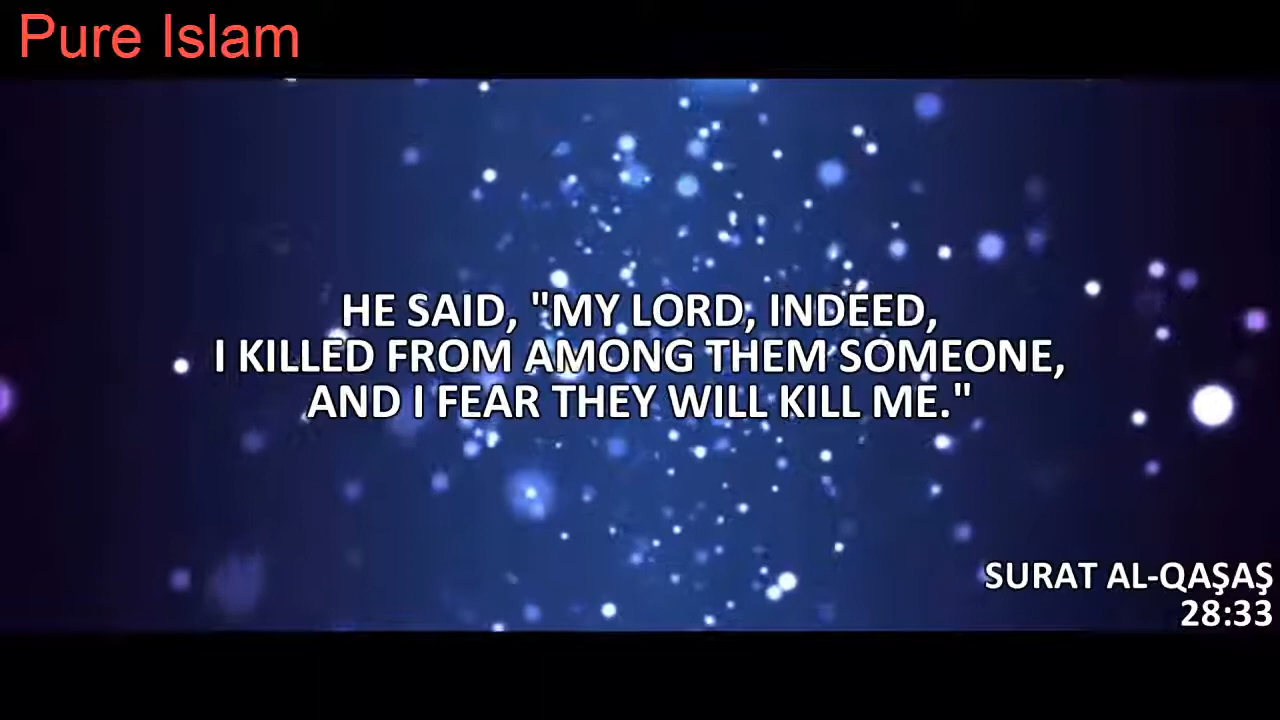 Pure Islam
HE SAID, "MY LORD, INDEED,
I KILLED FROM AMONG THEM SOMEONE,
AND I FEAR THEY WILL KILL ME."
SURAT AL-QAŞAŞ
28:33